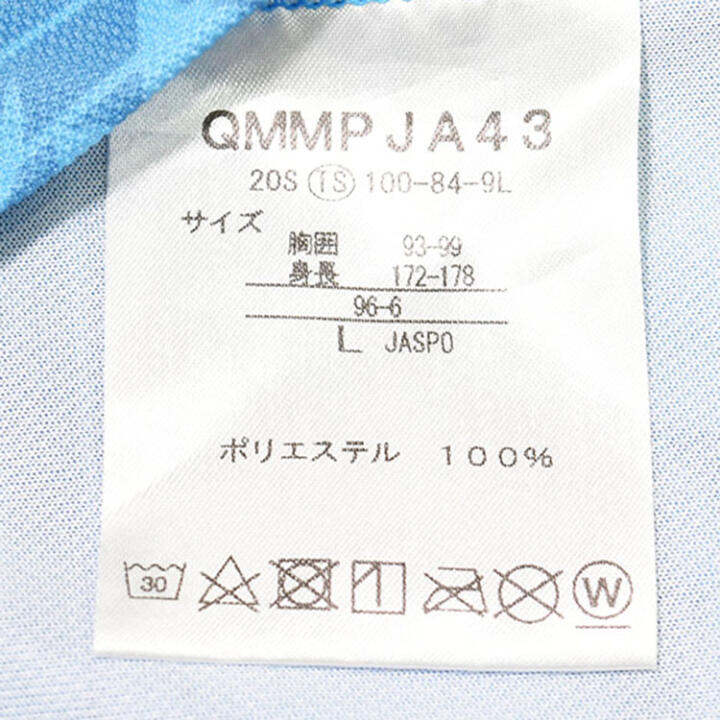 QMMPJA43
20S (IS) 100-84-9L
サイズ
胸囲 93-99
身長 172-178
96-6
L JASPO
ポリエステル 100%
30 W